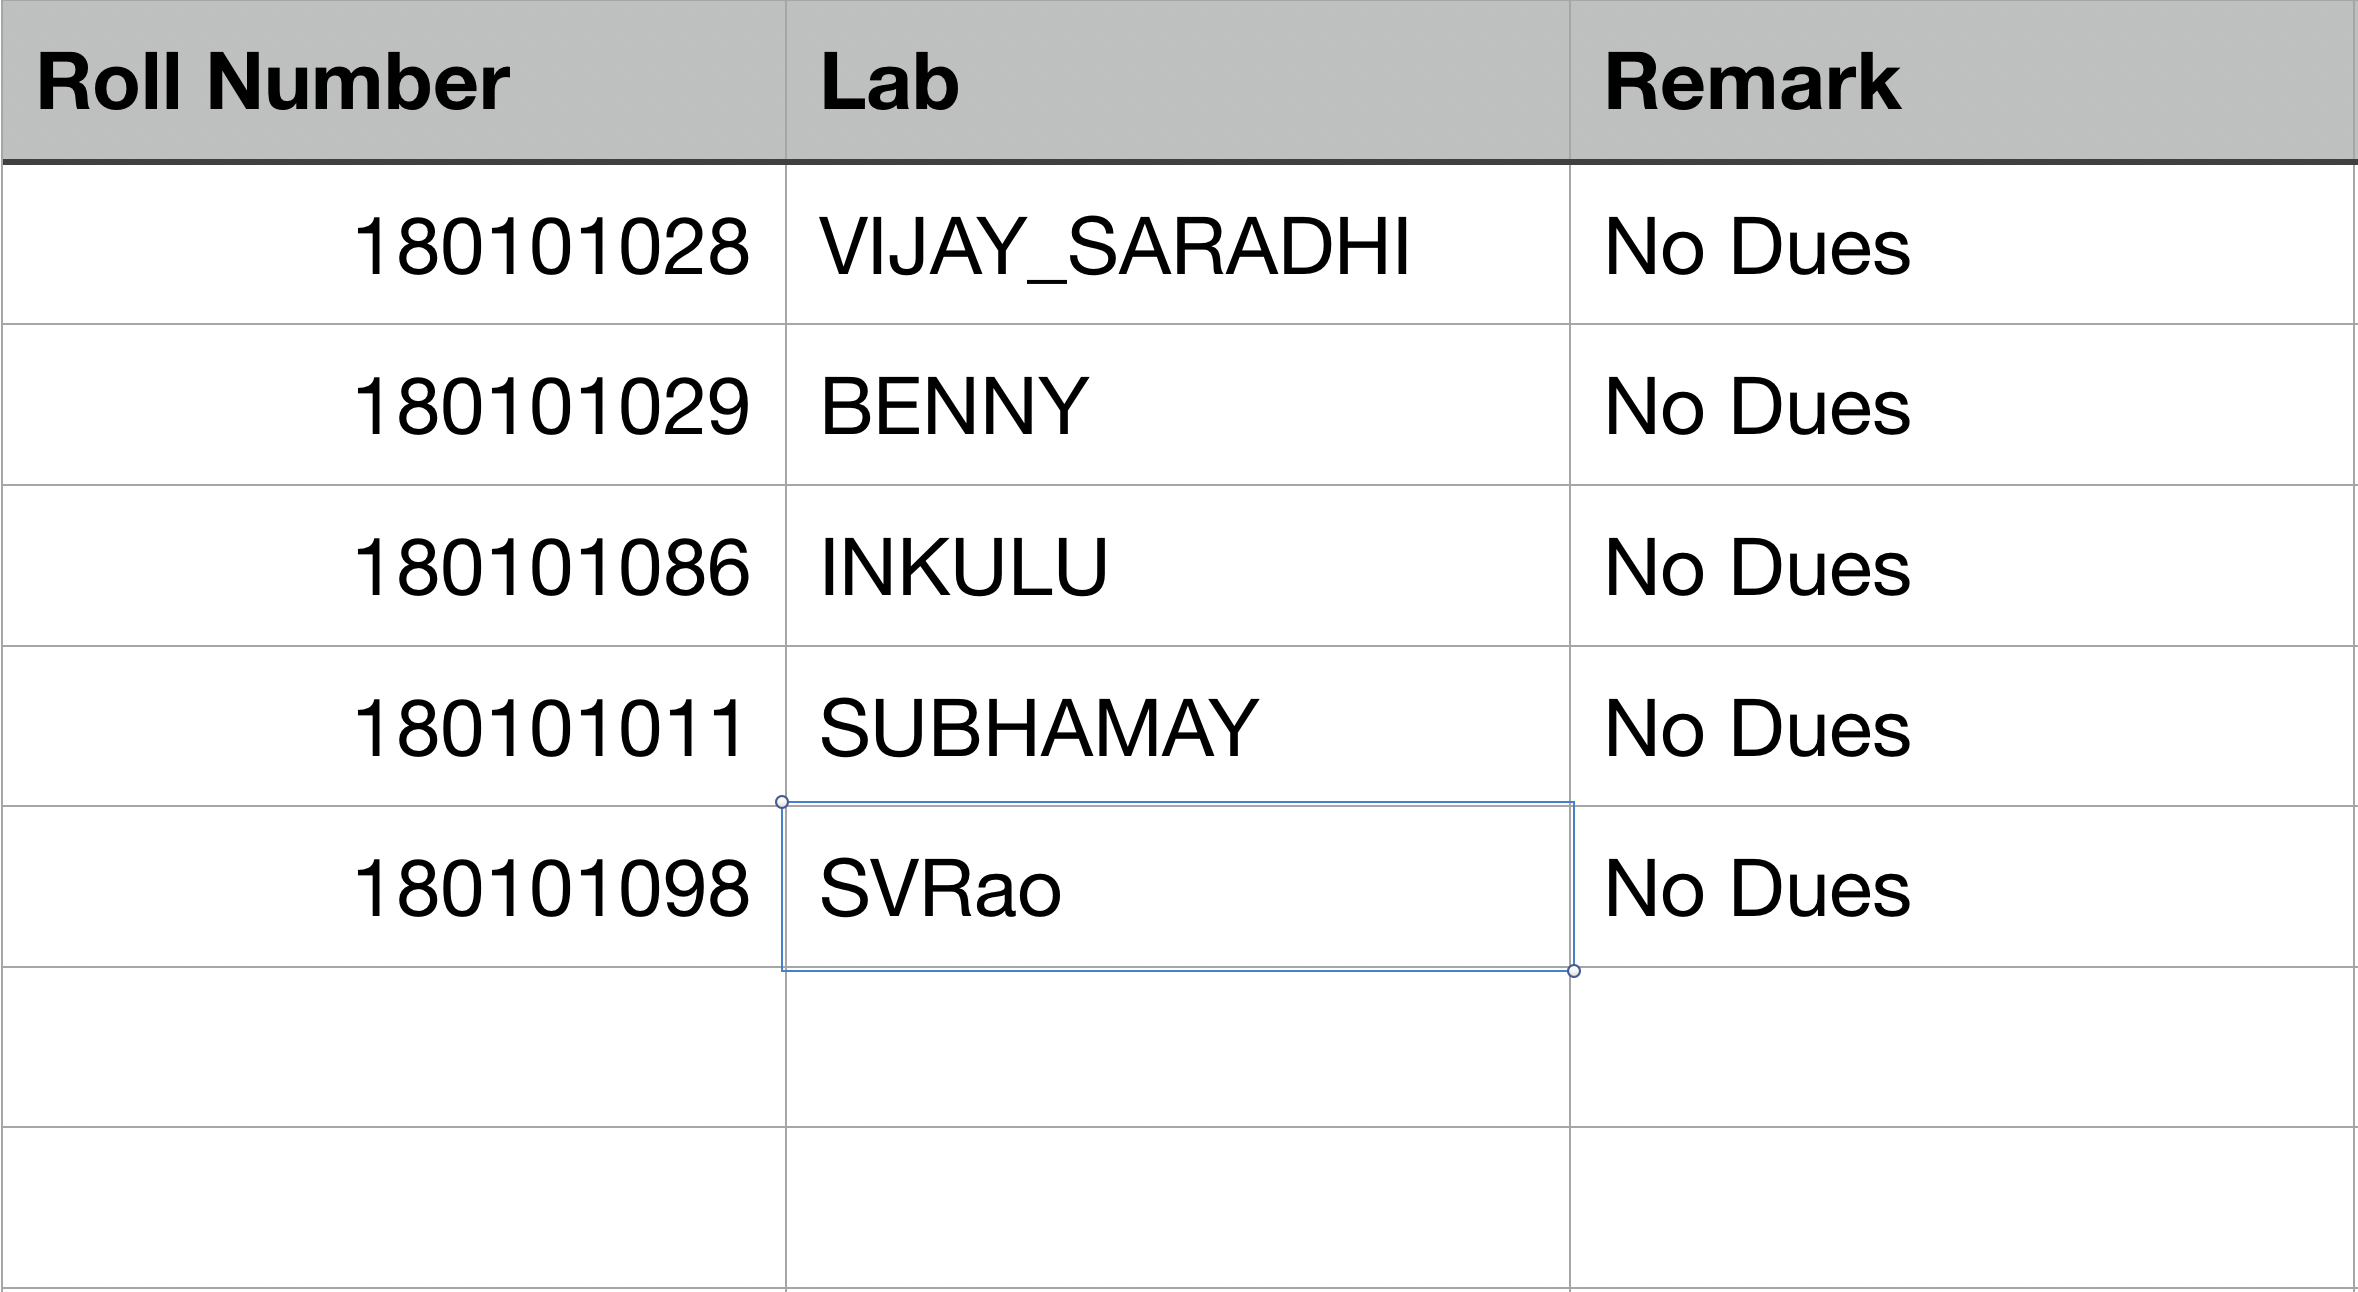 Roll Number Lab Remark
180101028 VIJAY_SARADHI No Dues
180101029 BENNY No Dues
180101086 INKULU No Dues
180101011 SUBHAMAY No Dues
180101098 SVRao No Dues